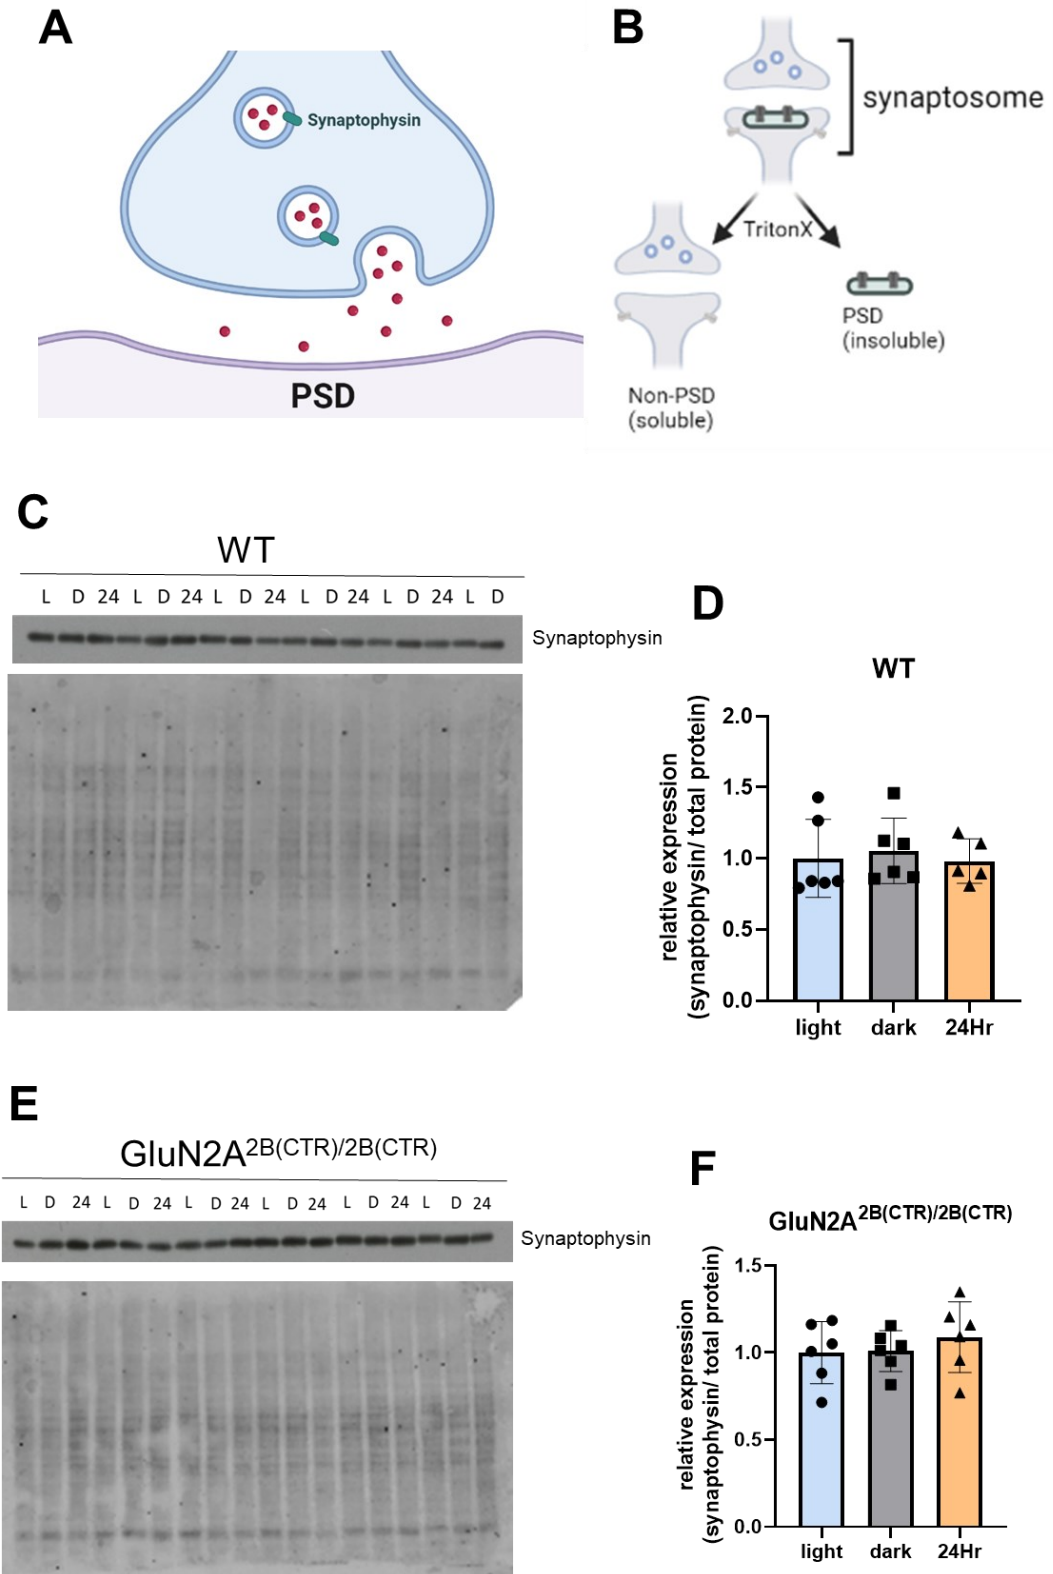 A
Synaptophysin
PSD
B
synaptosome
TritonX
PSD
(insoluble)
Non-PSD
(soluble)
C
WT
L D 24 L D 24 L D 24 L D 24 L D 24 L D
Synaptophysin
D
WT
relative expression
(synaptophysin/ total protein)
2.0
1.5
1.0
0.5
0.0
light dark 24Hr
E
GluN2A2B(CTR)/2B(CTR)
L D 24 L D 24 L D 24 L D 24 L D 24 L D 24
Synaptophysin
F
GluN2A2B(CTR)/2B(CTR)
relative expression
(synaptophysin/ total protein)
1.5
1.0
0.5
0.0
light dark 24Hr